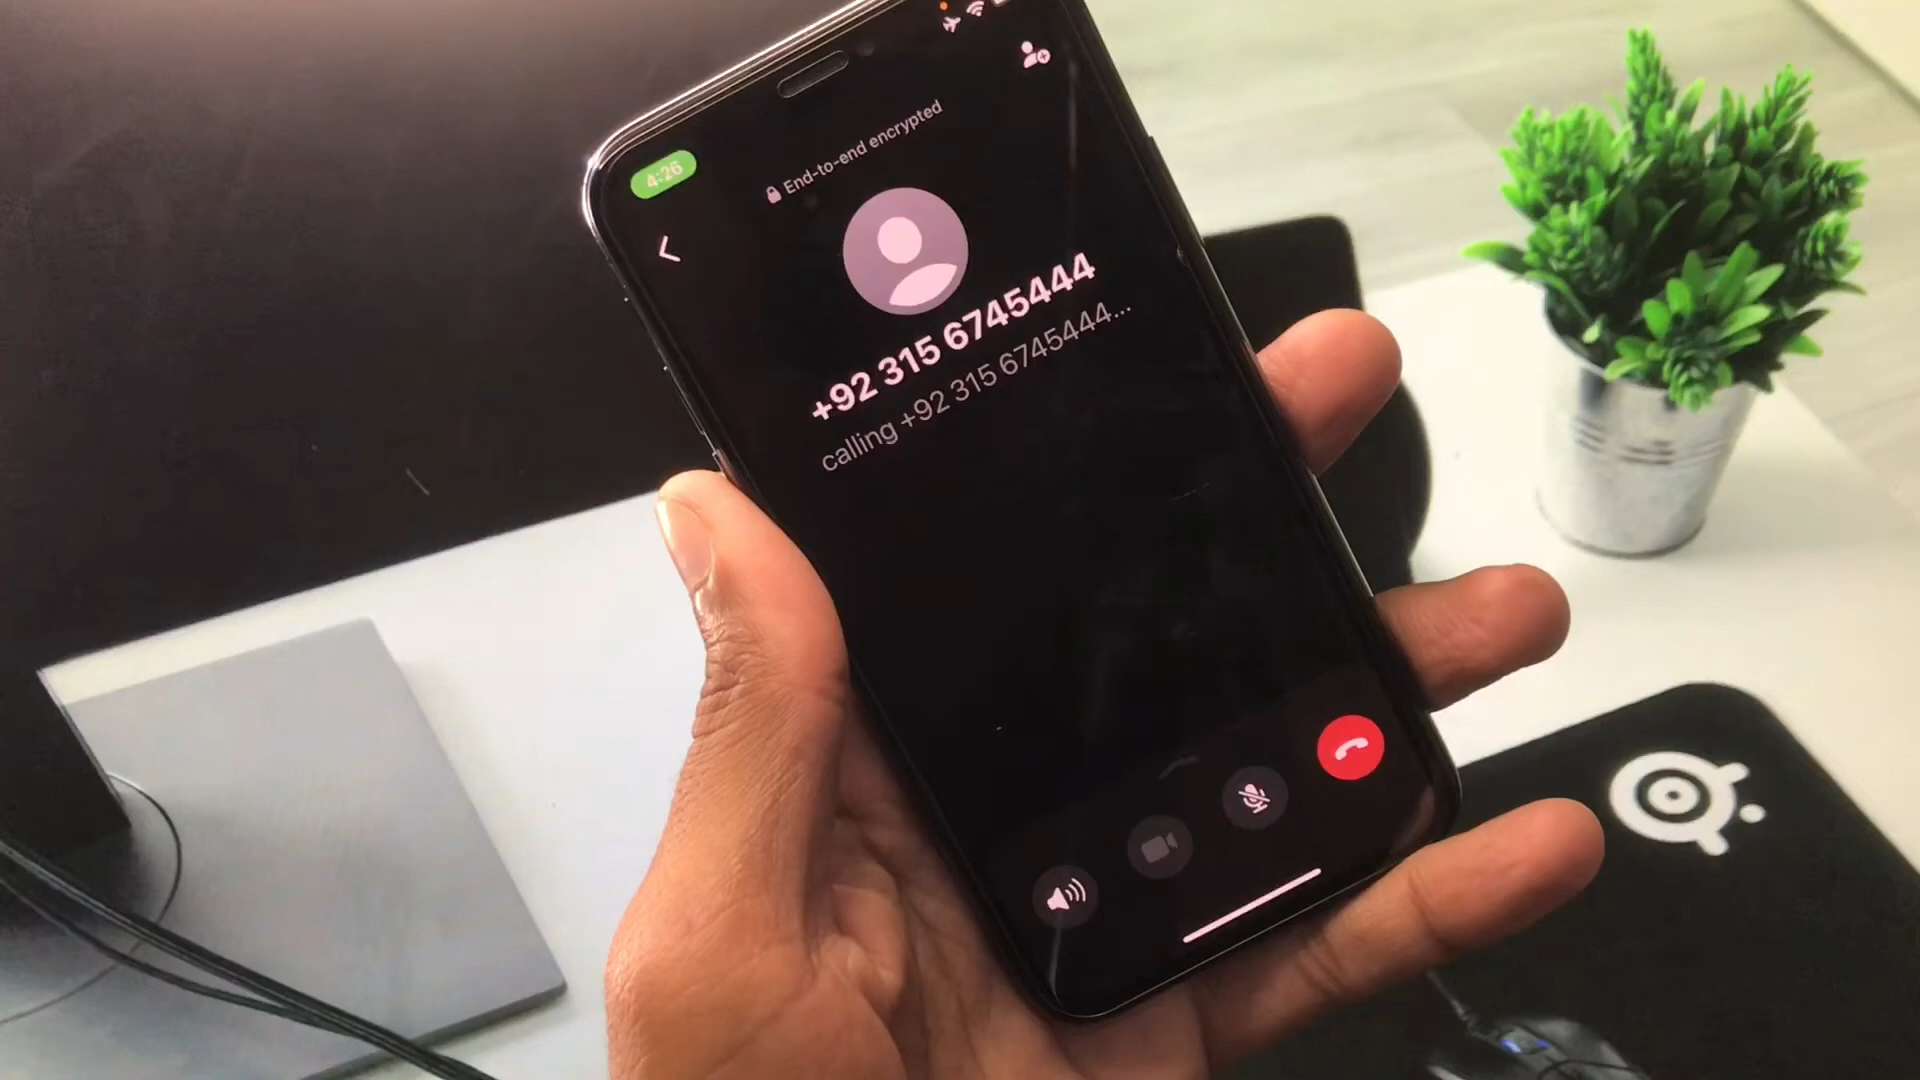 4:26
End-to-end encrypted
+92 315 6745444
calling +92 315 6745444...